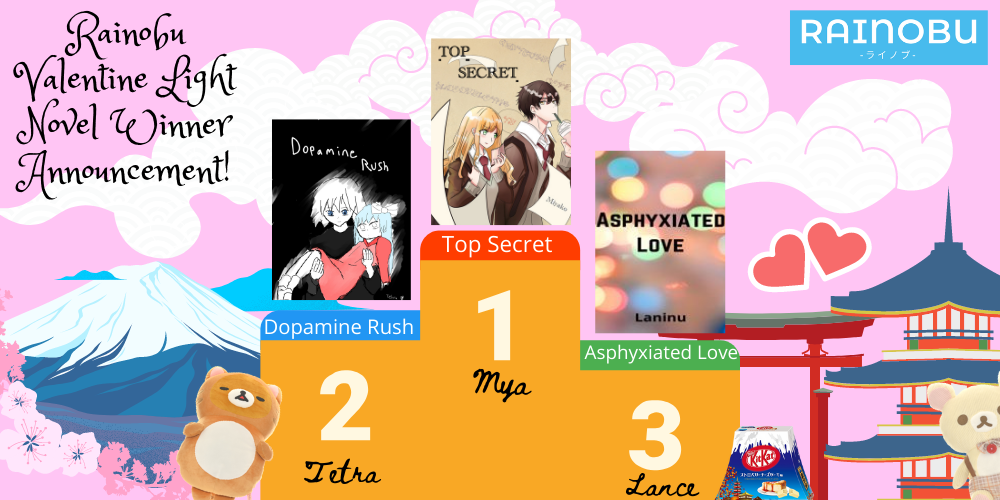 Rainobu
Valentine Light
Novel Winner
Announcement!
RAINOBU
-ライノブ-
TOP
SECRET
Miyako
Dopamine
Rush
ASPHYXIATED
LOVE
Laninu
Top Secret
1
Mya
Dopamine Rush
2
Tetra
Asphyxiated Love
3
Lance
KitKat